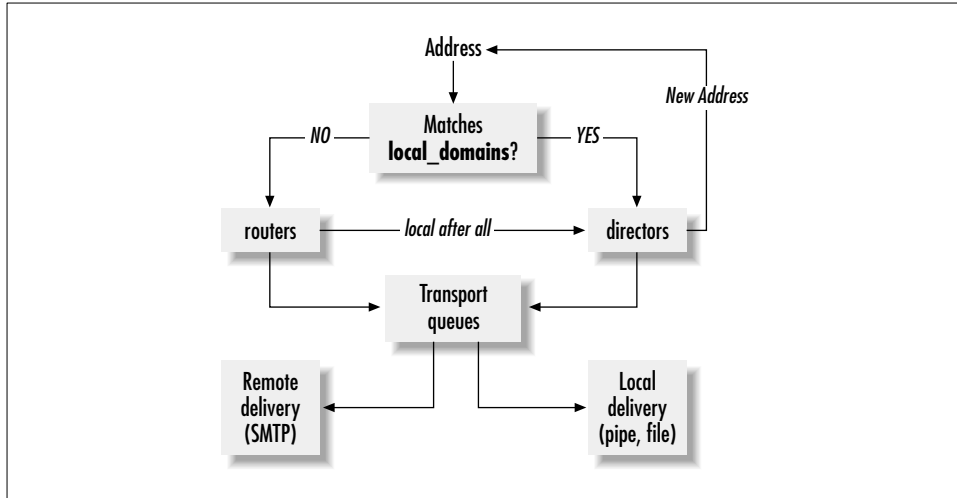 Address
New Address
Matches
local_domains?
NO
YES
routers
local after all
directors
Transport
queues
Remote
delivery
(SMTP)
Local
delivery
(pipe, file)